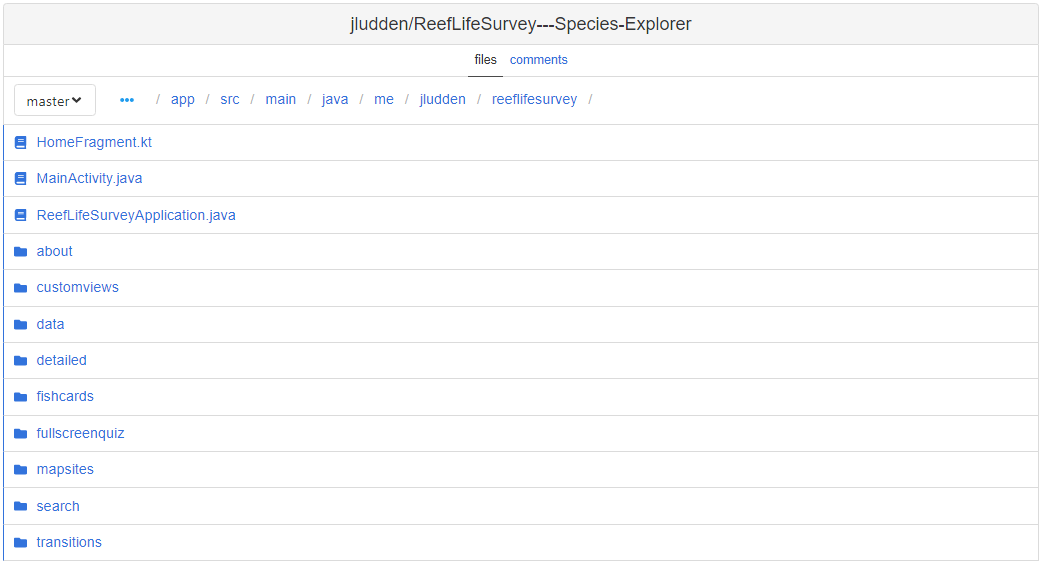 jludden/ReefLifeSurvey---Species-Explorer
files comments
master ••• / app / src / main / java / me / jludden / reeflifesurvey /
HomeFragment.kt
MainActivity.java
ReefLifeSurveyApplication.java
about
customviews
data
detailed
fishcards
fullscreenquiz
mapsites
search
transitions